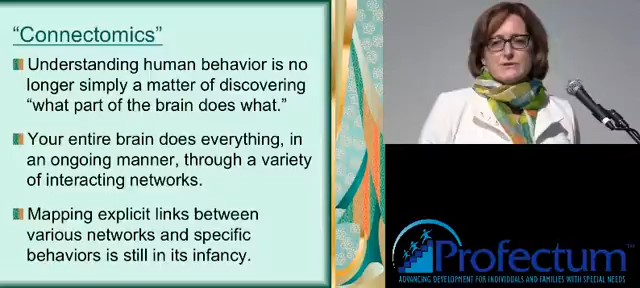 "Connectomics"
Understanding human behavior is no
longer simply a matter of discovering
"what part of the brain does what."
Your entire brain does everything, in
an ongoing manner, through a variety
of interacting networks.
Mapping explicit links between
various networks and specific
behaviors is still in its infancy.
Profectum™
ADVANCING DEVELOPMENT FOR INDIVIDUALS AND FAMILIES WITH SPECIAL NEEDS